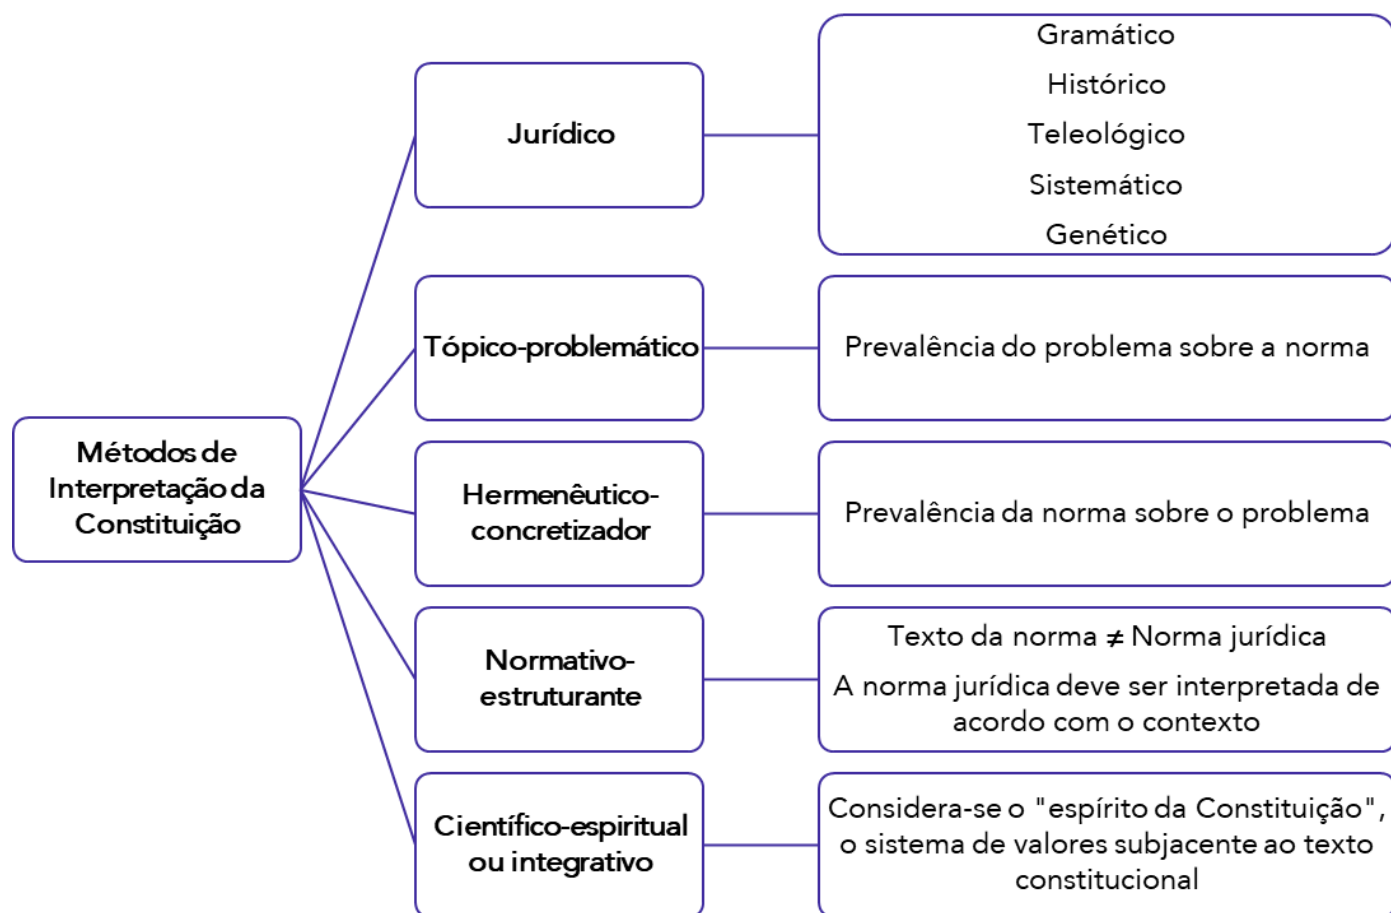 Métodos de
Interpretação da
Constituição
Jurídico
Gramático
Histórico
Teleológico
Sistemático
Genético
Tópico-problemático
Prevalência do problema sobre a norma
Hermenêutico-
concretizador
Prevalência da norma sobre o problema
Normativo-
estruturante
Texto da norma ≠ Norma jurídica
A norma jurídica deve ser interpretada de
acordo com o contexto
Científico-espiritual
ou integrativo
Considera-se o "espírito da Constituição",
o sistema de valores subjacente ao texto
constitucional